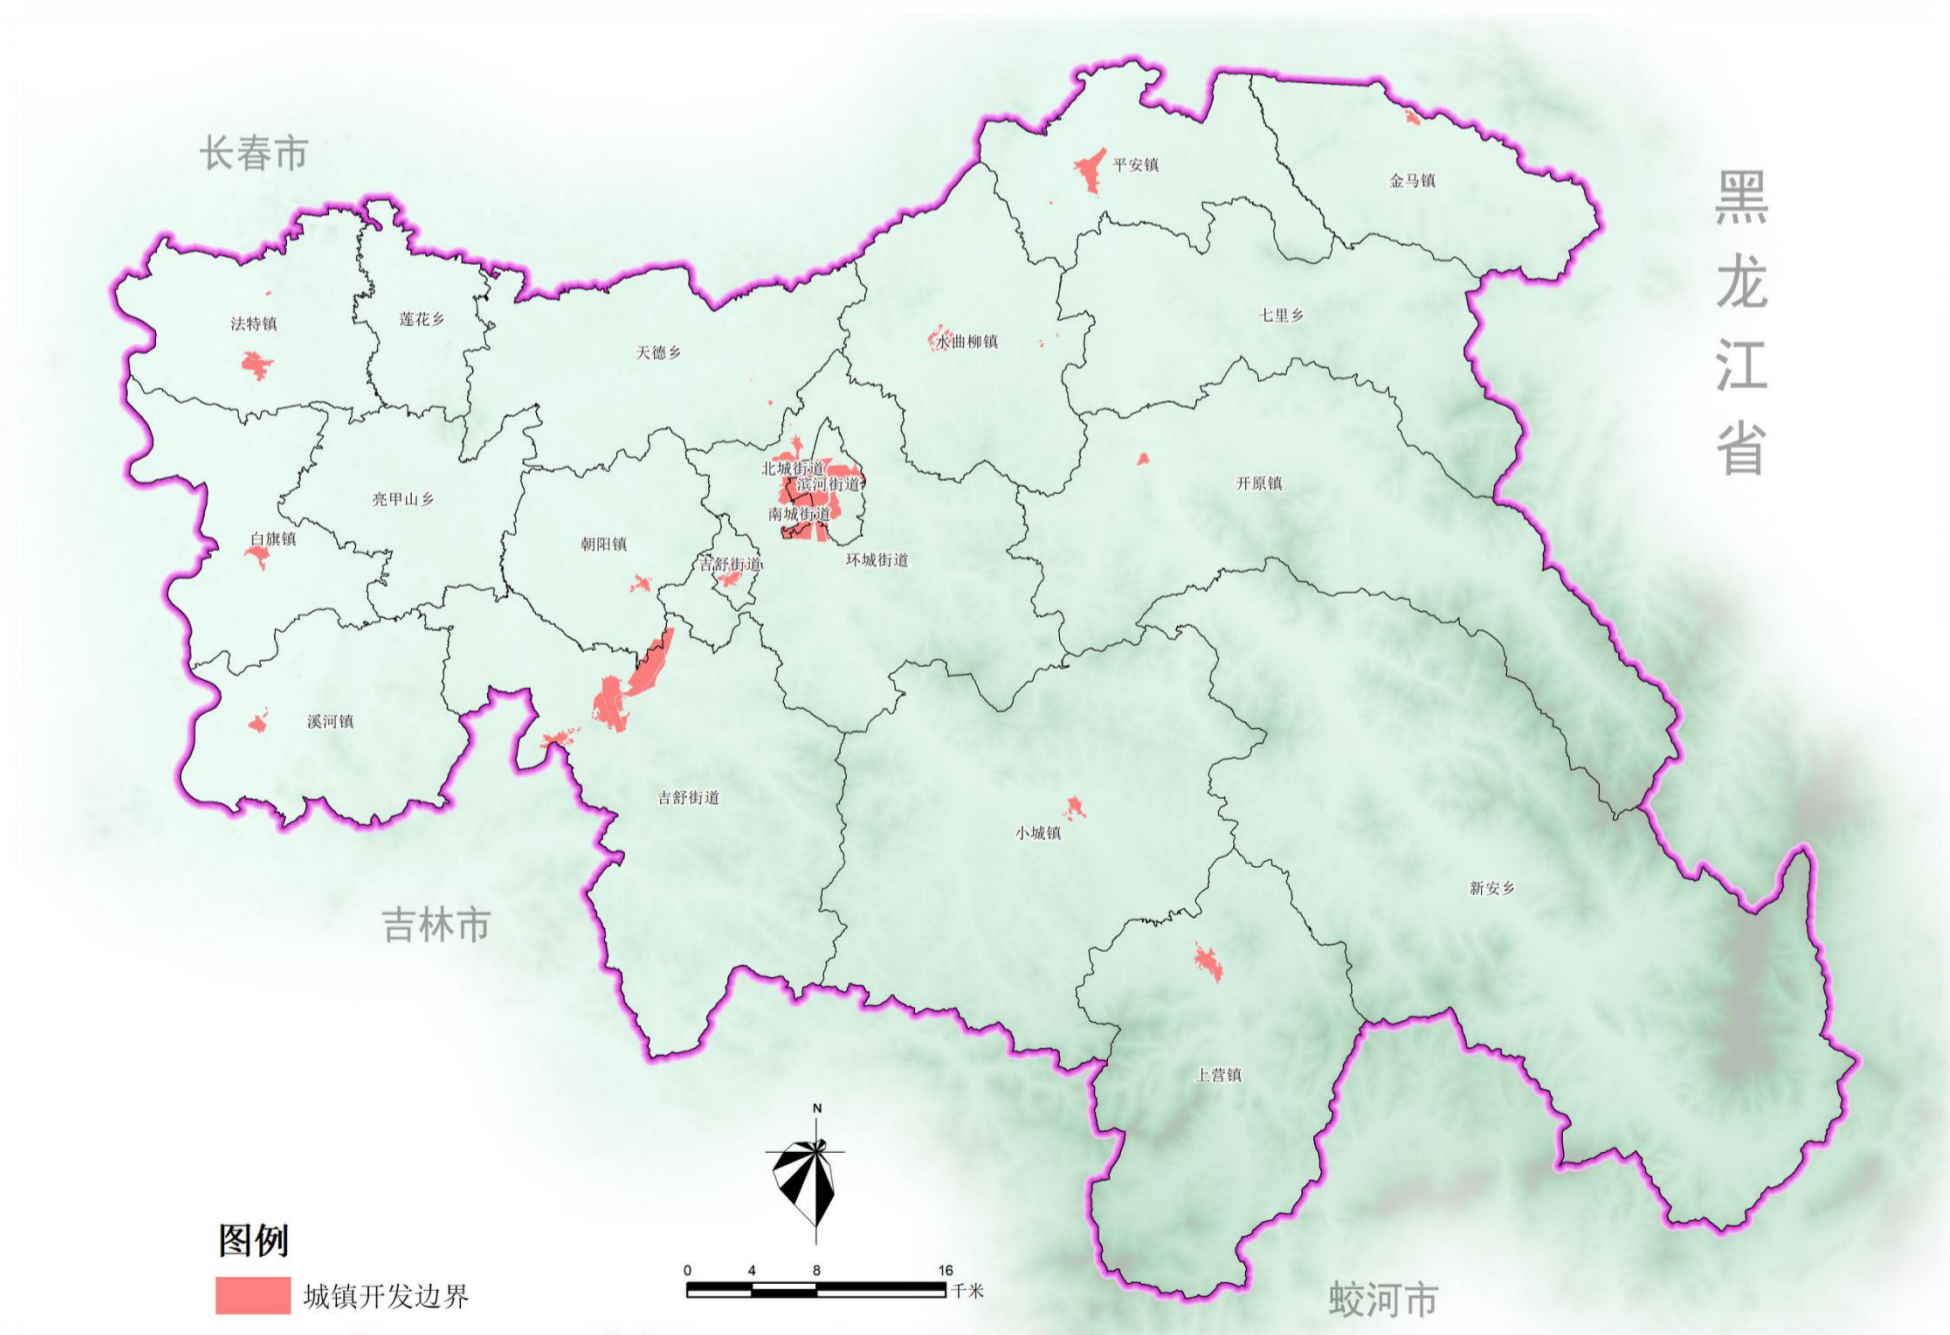 长春市
黑龙江省
平安镇
金马镇
法特镇
莲花乡
天德乡
水曲柳镇
七里乡
北城街道
滨河街道
南城街道
亮甲山乡
开原镇
白旗镇
朝阳镇
吉舒街道
环城街道
溪河镇
吉舒街道
小城镇
新安乡
吉林市
上营镇
N
图例
城镇开发边界
0 4 8 16
千米
蛟河市